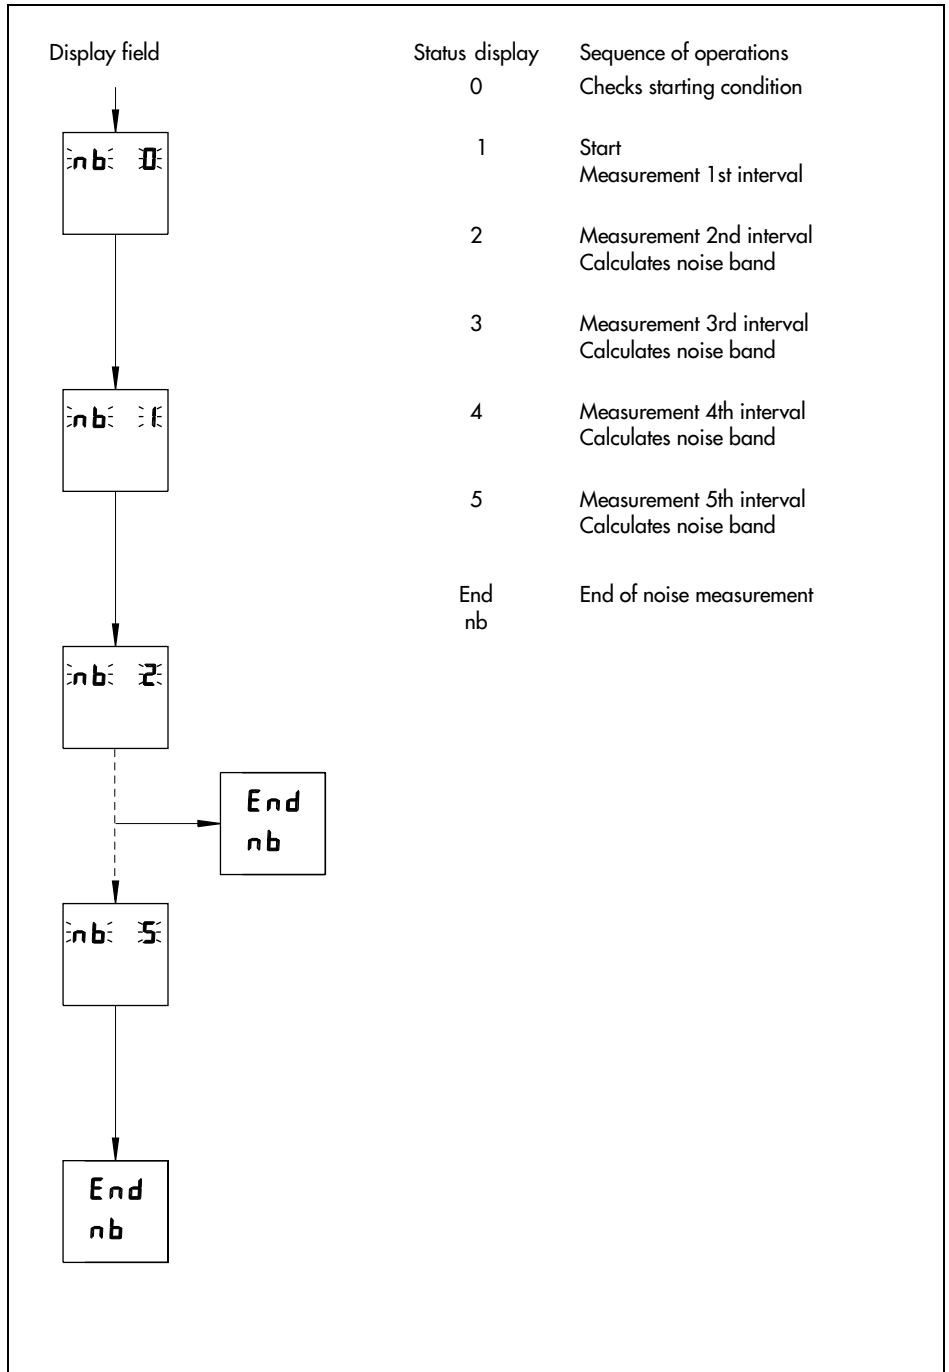 Display field
Status display
Sequence of operations
0
Checks starting condition
nb 0
1
Start
Measurement 1st interval
2
Measurement 2nd interval
Calculates noise band
3
Measurement 3rd interval
Calculates noise band
nb 1
4
Measurement 4th interval
Calculates noise band
5
Measurement 5th interval
Calculates noise band
End
nb
End of noise measurement
nb 2
End
nb
nb 5
End
nb